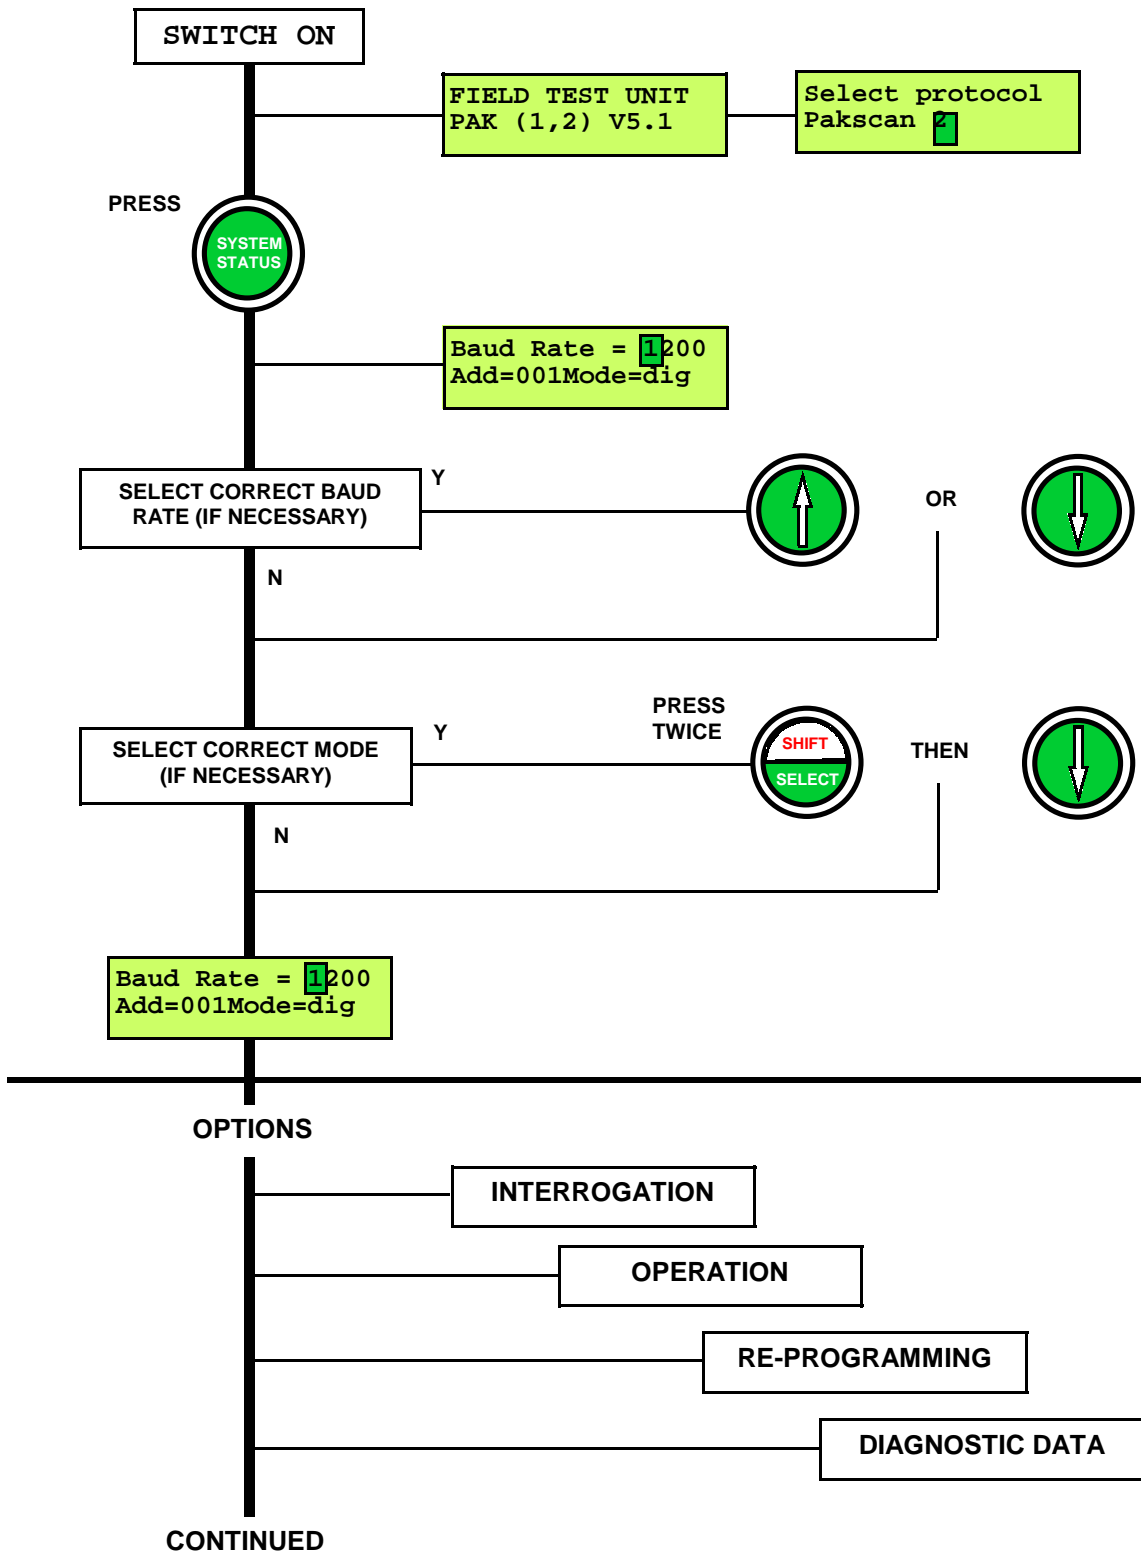 SWITCH ON
FIELD TEST UNIT
PAK (1,2) V5.1
Select protocol
Pakscan 2
PRESS
SYSTEM
STATUS
Baud Rate = 1200
Add=001Mode=dig
SELECT CORRECT BAUD
RATE (IF NECESSARY)
Y
OR
N
SELECT CORRECT MODE
(IF NECESSARY)
Y
PRESS
TWICE
SHIFT
SELECT
THEN
N
Baud Rate = 1200
Add=001Mode=dig
OPTIONS
INTERROGATION
OPERATION
RE-PROGRAMMING
DIAGNOSTIC DATA
CONTINUED